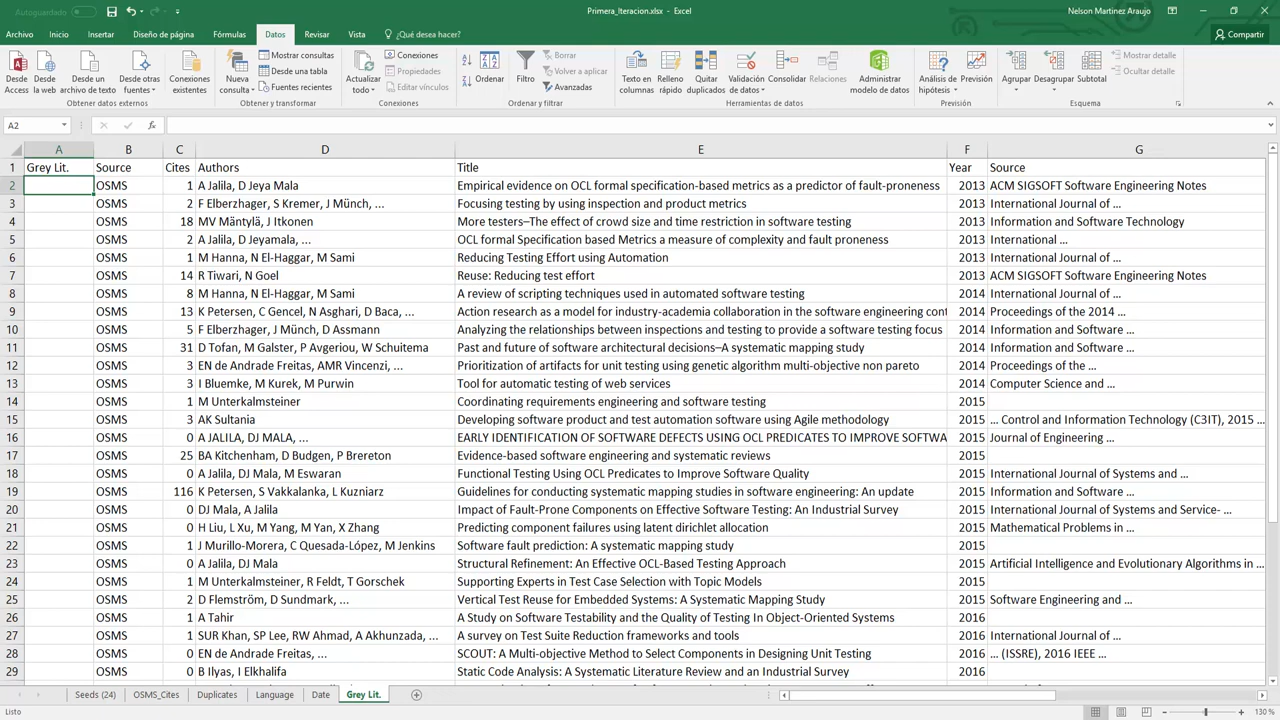 Autoguardado
Primera_Iteracion.xlsx - Excel
Nelson Martinez Araujo
Archivo Inicio Insertar Diseño de página Fórmulas Datos Revisar Vista ¿Qué desea hacer? Compartir
Desde Access
Desde la web
Desde un archivo de texto
Desde otras fuentes
Conexiones existentes
Obtener datos externos
Nueva consulta
Mostrar consultas
Desde una tabla
Fuentes recientes
Obtener y transformar
Actualizar todo
Conexiones
Propiedades
Editar vínculos
Conexiones
Ordenar
Filtro
Borrar
Volver a aplicar
Avanzadas
Ordenar y filtrar
Texto en columnas
Relleno rápido
Quitar duplicados
Validación de datos
Consolidar
Relaciones
Administrar modelo de datos
Herramientas de datos
Análisis de hipótesis
Previsión
Previsión
Agrupar
Desagrupar
Subtotal
Mostrar detalle
Ocultar detalle
Esquema
A2 fx
A B C D E F G
1 Grey Lit. Source Cites Authors Title Year Source
2 OSMS 1 A Jalila, D Jeya Mala Empirical evidence on OCL formal specification-based metrics as a predictor of fault-proneness 2013 ACM SIGSOFT Software Engineering Notes
3 OSMS 2 F Elberzhager, S Kremer, J Münch, ... Focusing testing by using inspection and product metrics 2013 International Journal of ...
4 OSMS 18 MV Mäntylä, J Itkonen More testers–The effect of crowd size and time restriction in software testing 2013 Information and Software Technology
5 OSMS 2 A Jalila, D Jeyamala, ... OCL formal Specification based Metrics a measure of complexity and fault proneness 2013 International ...
6 OSMS 1 M Hanna, N El-Haggar, M Sami Reducing Testing Effort using Automation 2013 International Journal of ...
7 OSMS 14 R Tiwari, N Goel Reuse: Reducing test effort 2013 ACM SIGSOFT Software Engineering Notes
8 OSMS 8 M Hanna, N El-Haggar, M Sami A review of scripting techniques used in automated software testing 2014 International Journal of ...
9 OSMS 13 K Petersen, C Gencel, N Asghari, D Baca, ... Action research as a model for industry-academia collaboration in the software engineering cont 2014 Proceedings of the 2014 ...
10 OSMS 5 F Elberzhager, J Münch, D Assmann Analyzing the relationships between inspections and testing to provide a software testing focus 2014 Information and Software ...
11 OSMS 31 D Tofan, M Galster, P Avgeriou, W Schuitema Past and future of software architectural decisions–A systematic mapping study 2014 Information and Software ...
12 OSMS 3 EN de Andrade Freitas, AMR Vincenzi, ... Prioritization of artifacts for unit testing using genetic algorithm multi-objective non pareto 2014 Proceedings of the ...
13 OSMS 3 I Bluemke, M Kurek, M Purwin Tool for automatic testing of web services 2014 Computer Science and ...
14 OSMS 1 M Unterkalmsteiner Coordinating requirements engineering and software testing 2015
15 OSMS 3 AK Sultania Developing software product and test automation software using Agile methodology 2015 ... Control and Information Technology (C3IT), 2015 ...
16 OSMS 0 A JALILA, DJ MALA, ... EARLY IDENTIFICATION OF SOFTWARE DEFECTS USING OCL PREDICATES TO IMPROVE SOFTWA 2015 Journal of Engineering ...
17 OSMS 25 BA Kitchenham, D Budgen, P Brereton Evidence-based software engineering and systematic reviews 2015
18 OSMS 0 A Jalila, DJ Mala, M Eswaran Functional Testing Using OCL Predicates to Improve Software Quality 2015 International Journal of Systems and ...
19 OSMS 116 K Petersen, S Vakkalanka, L Kuzniarz Guidelines for conducting systematic mapping studies in software engineering: An update 2015 Information and Software ...
20 OSMS 0 DJ Mala, A Jalila Impact of Fault-Prone Components on Effective Software Testing: An Industrial Survey 2015 International Journal of Systems and Service- ...
21 OSMS 0 H Liu, L Xu, M Yang, M Yan, X Zhang Predicting component failures using latent dirichlet allocation 2015 Mathematical Problems in ...
22 OSMS 1 J Murillo-Morera, C Quesada-López, M Jenkins Software fault prediction: A systematic mapping study 2015
23 OSMS 0 A Jalila, DJ Mala Structural Refinement: An Effective OCL-Based Testing Approach 2015 Artificial Intelligence and Evolutionary Algorithms in ...
24 OSMS 1 M Unterkalmsteiner, R Feldt, T Gorschek Supporting Experts in Test Case Selection with Topic Models 2015
25 OSMS 2 D Flemström, D Sundmark, ... Vertical Test Reuse for Embedded Systems: A Systematic Mapping Study 2015 Software Engineering and ...
26 OSMS 1 A Tahir A Study on Software Testability and the Quality of Testing In Object-Oriented Systems 2016
27 OSMS 1 SUR Khan, SP Lee, RW Ahmad, A Akhunzada, ... A survey on Test Suite Reduction frameworks and tools 2016 International Journal of ...
28 OSMS 0 EN de Andrade Freitas, ... SCOUT: A Multi-objective Method to Select Components in Designing Unit Testing 2016 ... (ISSRE), 2016 IEEE ...
29 OSMS 0 B Ilyas, I Elkhalifa Static Code Analysis: A Systematic Literature Review and an Industrial Survey 2016
Seeds (24) OSMS_Cites Duplicates Language Date Grey Lit.
Listo 130 %